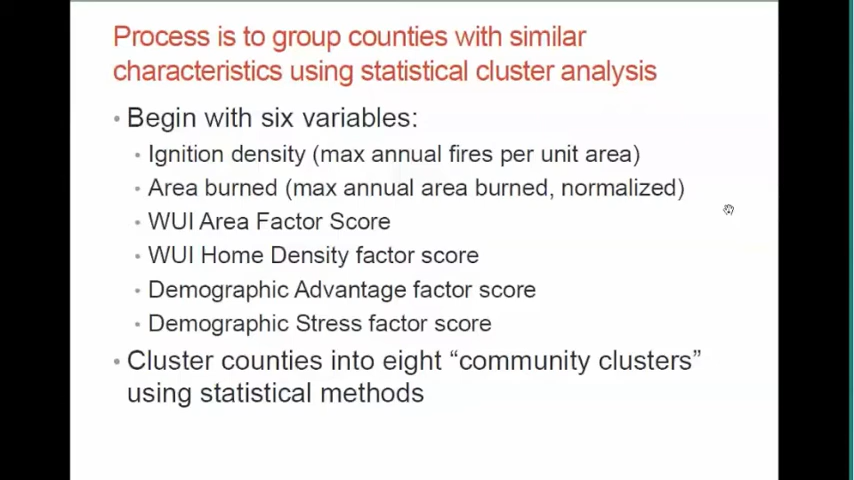 Process is to group counties with similar
characteristics using statistical cluster analysis
• Begin with six variables:
• Ignition density (max annual fires per unit area)
• Area burned (max annual area burned, normalized)
• WUI Area Factor Score
• WUI Home Density factor score
• Demographic Advantage factor score
• Demographic Stress factor score
• Cluster counties into eight “community clusters”
using statistical methods